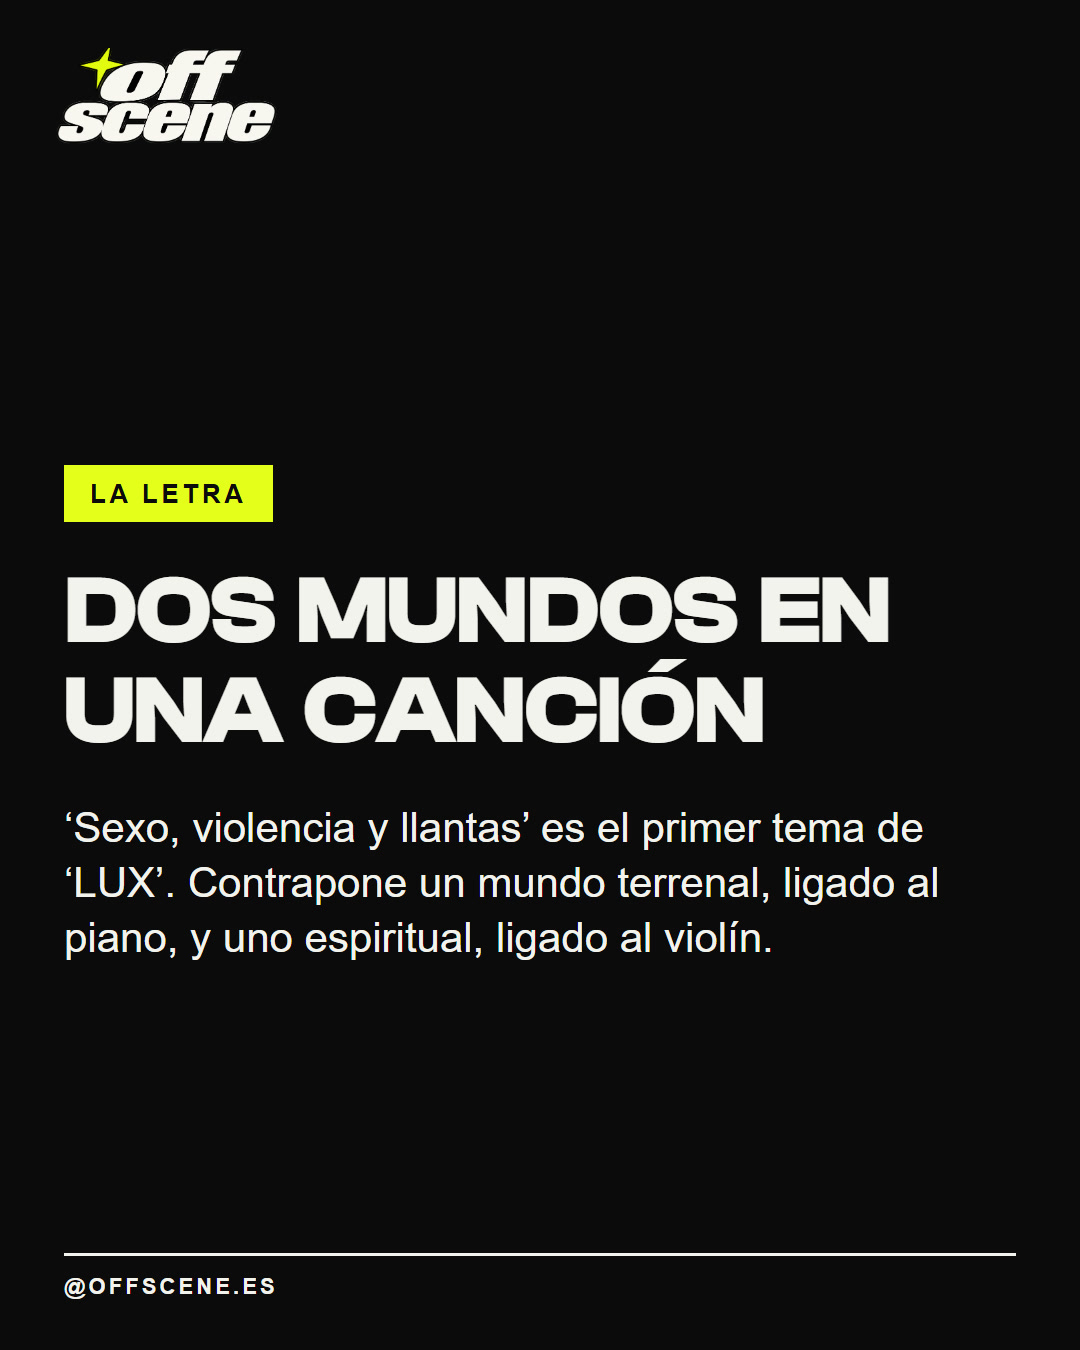 off
scene
LA LETRA
DOS MUNDOS EN
UNA CANCIÓN
‘Sexo, violencia y llantas’ es el primer tema de
‘LUX’. Contrapone un mundo terrenal, ligado al
piano, y uno espiritual, ligado al violín.
@OFFSCENE.ES